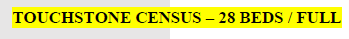 TOUCHSTONE CENSUS – 28 BEDS / FULL